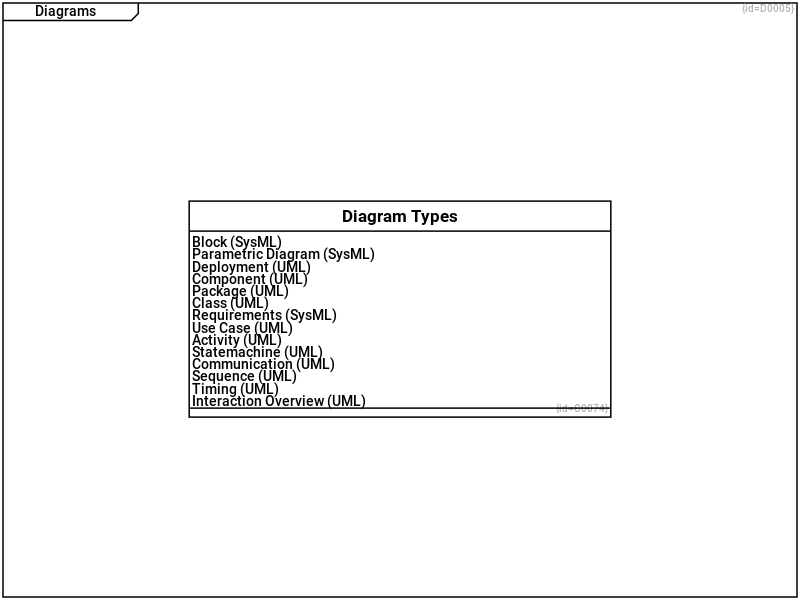 Diagrams
{id=D0005}
Diagram Types
Block (SysML)
Parametric Diagram (SysML)
Deployment (UML)
Component (UML)
Package (UML)
Class (UML)
Requirements (SysML)
Use Case (UML)
Activity (UML)
Statemachine (UML)
Communication (UML)
Sequence (UML)
Timing (UML)
Interaction Overview (UML)
{id=C0074}